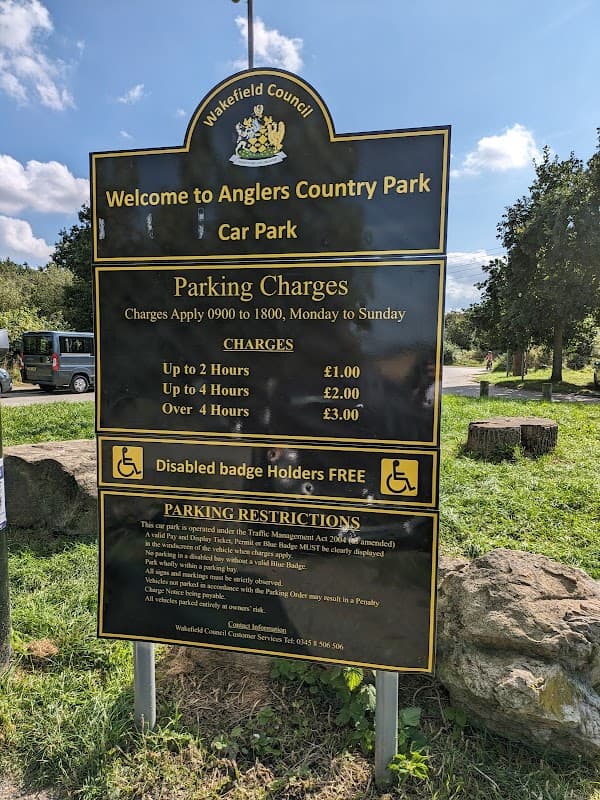 Wakefield Council
Welcome to Anglers Country Park
Car Park
Parking Charges
Charges Apply 0900 to 1800, Monday to Sunday
CHARGES
Up to 2 Hours £1.00
Up to 4 Hours £2.00
Over 4 Hours £3.00
Disabled badge Holders FREE
PARKING RESTRICTIONS
This car park is operated under the Traffic Management Act 2004 (as amended)
A valid Pay and Display Ticket, Permit or Blue Badge MUST be clearly displayed
in the windscreen of the vehicle when charges apply.
No parking in a disabled bay without a valid Blue Badge.
Park wholly within a parking bay.
All signs and markings must be strictly observed.
Vehicles not parked in accordance with the Parking Order may result in a Penalty
Charge Notice being payable.
All vehicles parked entirely at owners' risk.
Contact Information
Wakefield Council Customer Services Tel: 0345 8 506 506